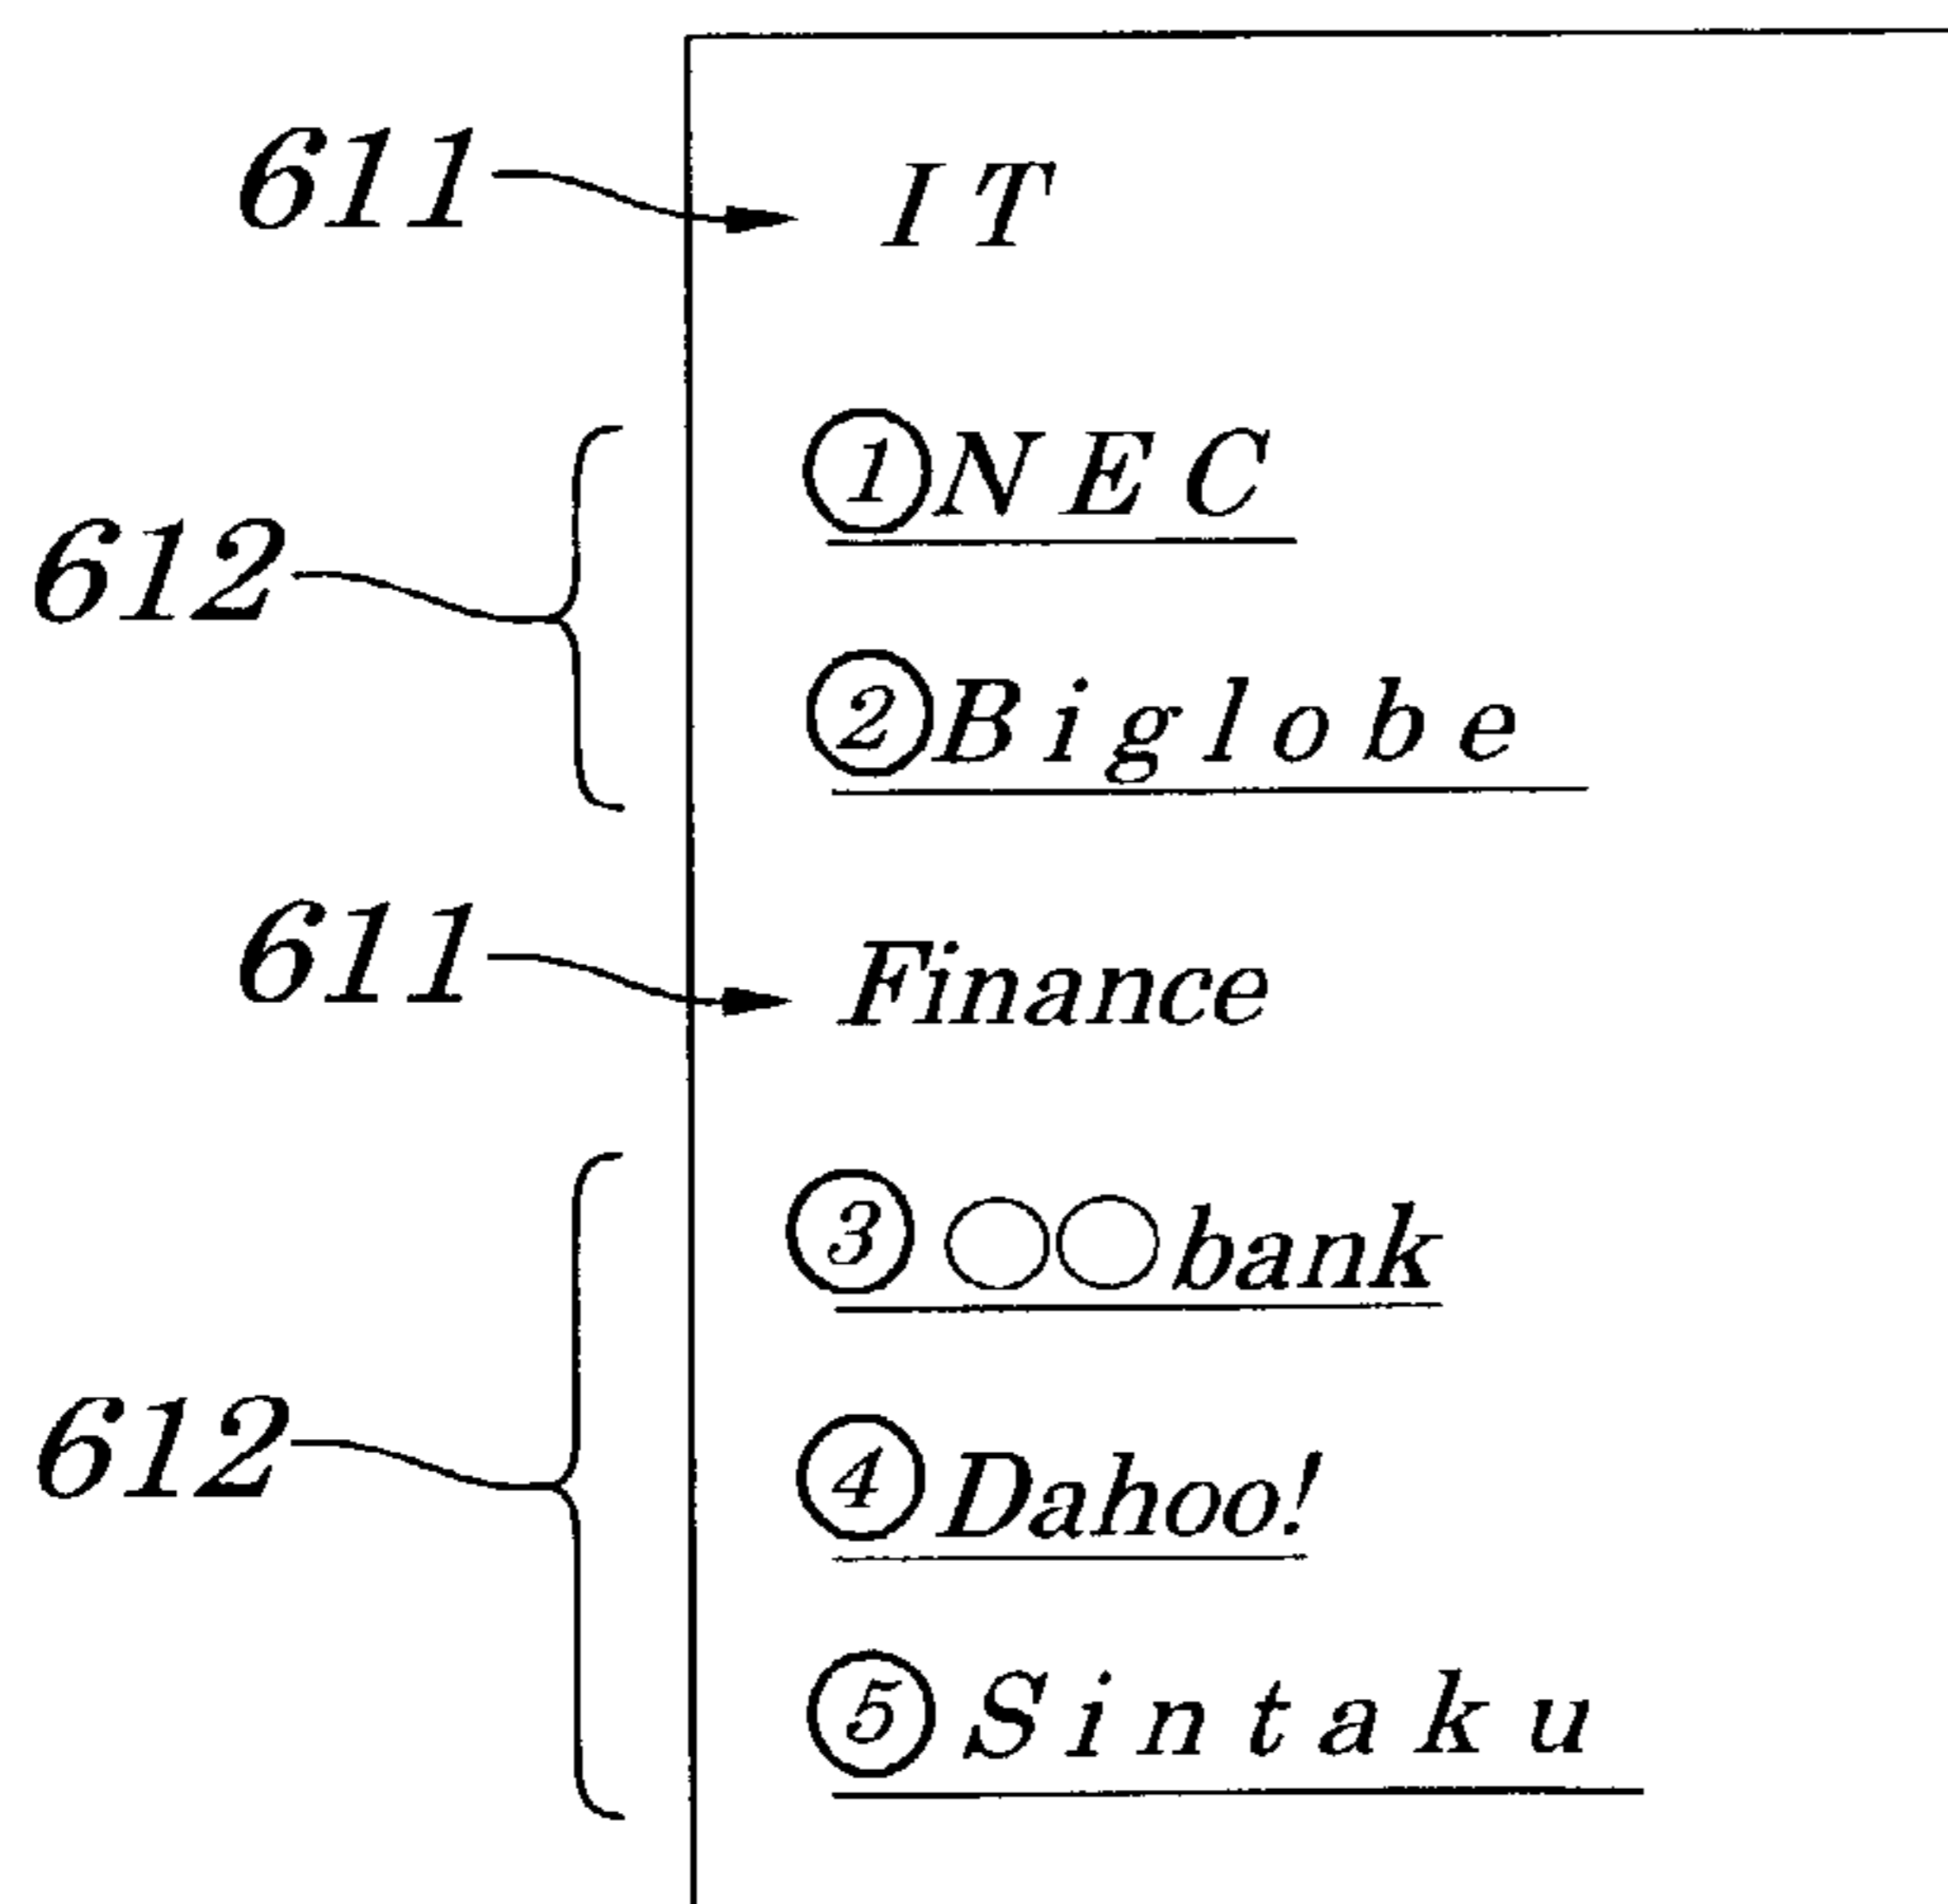 611 IT
①NEC
612
②Biglobe
611 Finance
③○○bank
612
④Dahoo!
⑤Sintaku